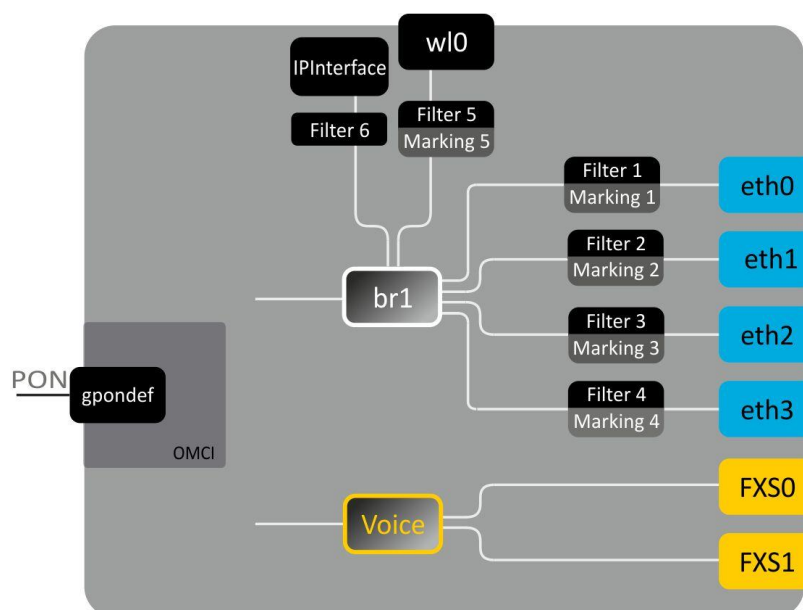 wl0
IPInterface
Filter 5
Marking 5
Filter 6
Filter 1
Marking 1
eth0
Filter 2
Marking 2
eth1
br1
Filter 3
Marking 3
eth2
PON
gpondef
OMCI
Filter 4
Marking 4
eth3
FXS0
Voice
FXS1